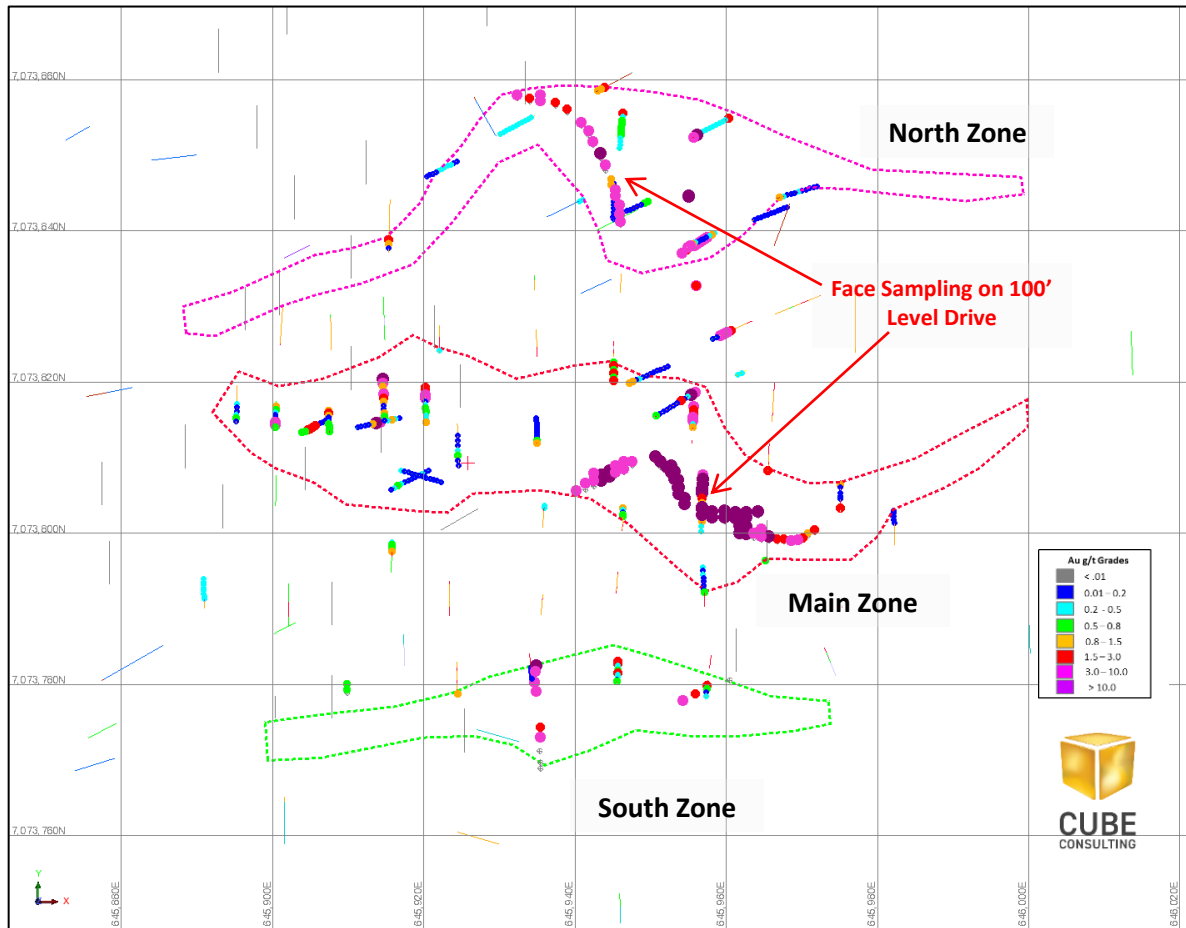 7,073,860N
North Zone
7,073,840N
Face Sampling on 100'
Level Drive
7,073,820N
7,073,800N
Au g/t Grades
< .01
0.01 – 0.2
0.2 - 0.5
0.5 – 0.8
0.8 – 1.5
1.5 – 3.0
3.0 – 10.0
> 10.0
Main Zone
7,073,780N
South Zone
CUBE
CONSULTING
7,073,760N
Y
X
645,880E
645,900E
645,920E
645,940E
645,960E
645,980E
646,000E
646,020E